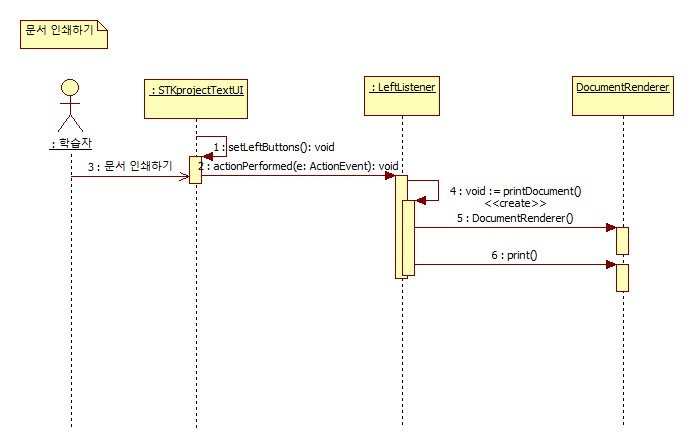 문서 인쇄하기
: STKprojectTextUI
: LeftListener
DocumentRenderer
: 학습자
1 : setLeftButtons(): void
3 : 문서 인쇄하기
2 : actionPerformed(e: ActionEvent): void
4 : void := printDocument()
<<create>>
5 : DocumentRenderer()
6 : print()